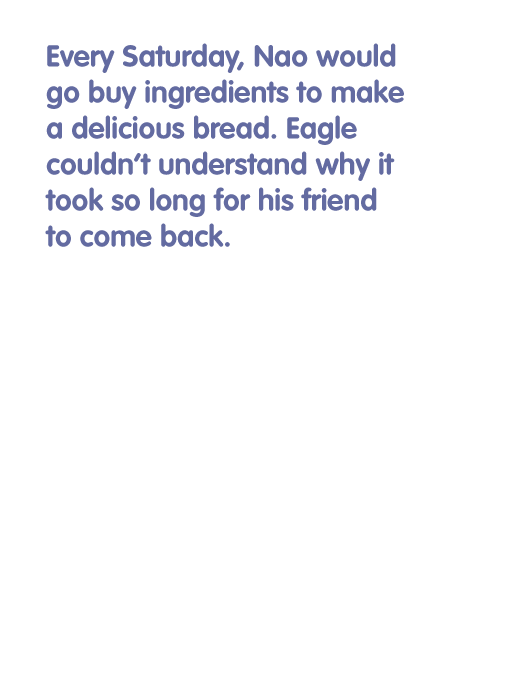 Every Saturday, Nao would
go buy ingredients to make
a delicious bread. Eagle
couldn’t understand why it
took so long for his friend
to come back.